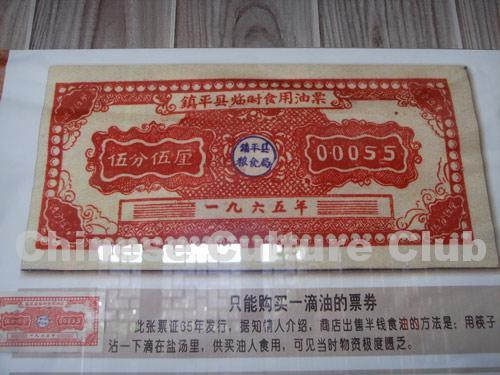 镇平县临时食用油票
伍分伍厘
镇平县
粮食局
00055
一九六五年
Chinese Culture Club
只能购买一滴油的票券
此张票证65年发行,据知情人介绍,商店出售半钱食油的方法是:用筷子
沾一下滴在盐汤里,供买油人食用,可见当时物资极度匮乏。